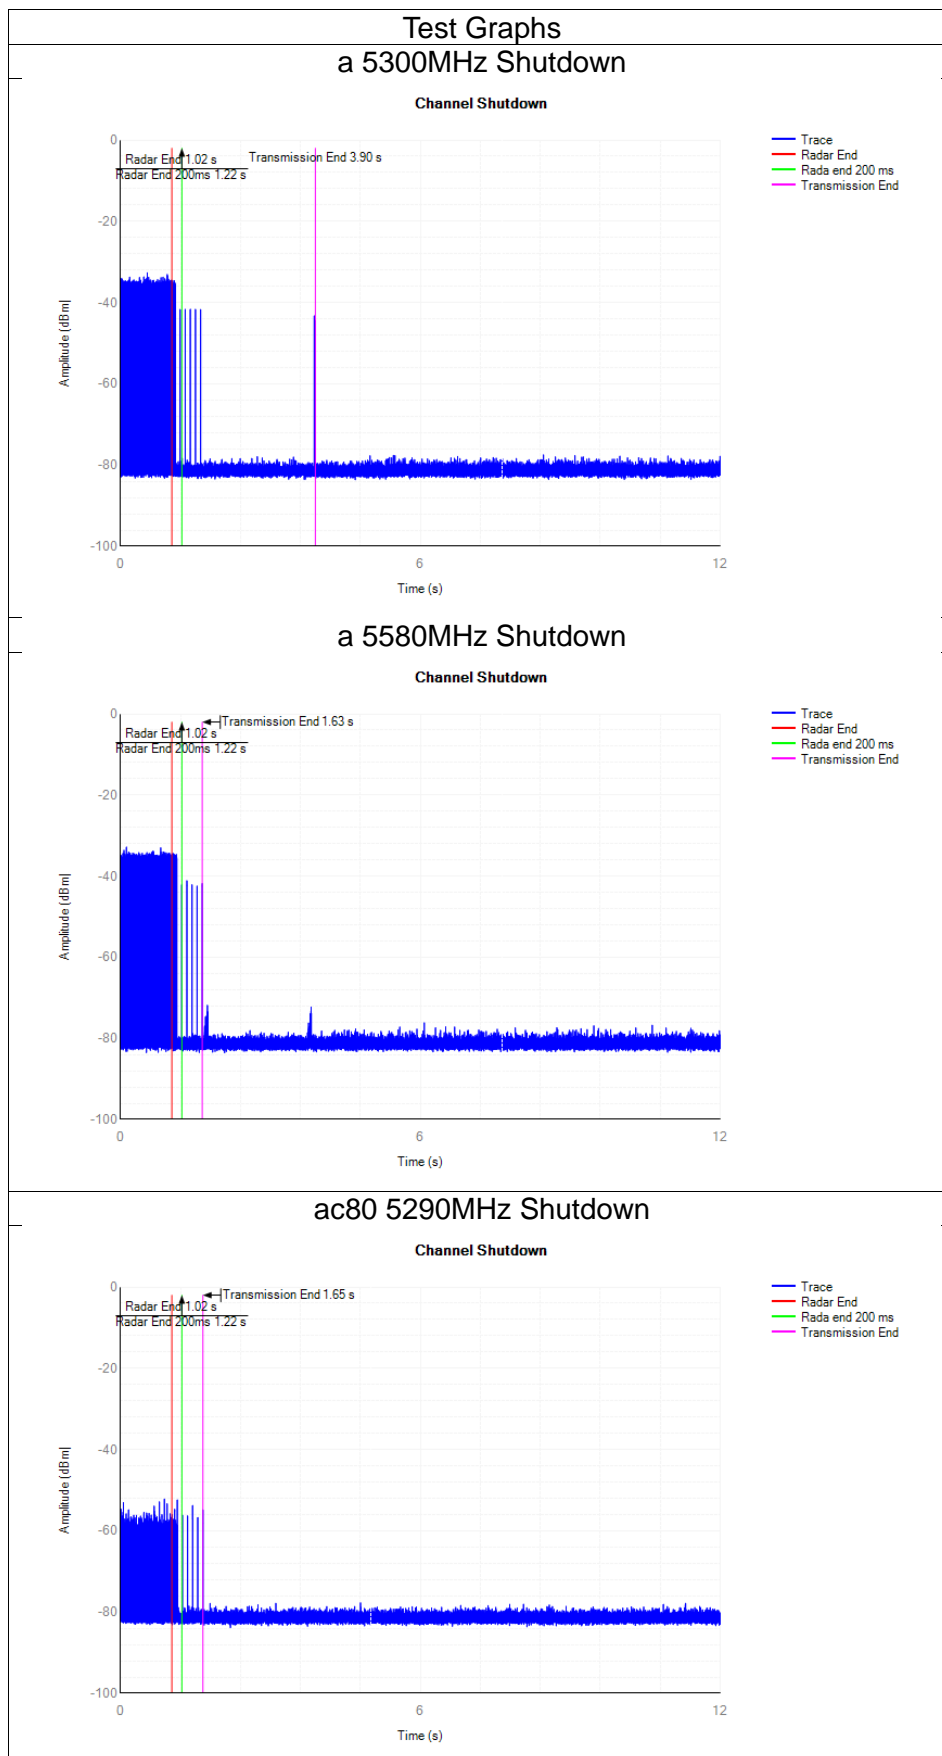 Test Graphs
a 5300MHz Shutdown
Channel Shutdown
0
-20
-40
-60
-80
-100
Amplitude [dBm]
Radar End 1.02 s
Radar End 200ms 1.22 s
Transmission End 3.90 s
Trace
Radar End
Rada end 200 ms
Transmission End
0
6
12
Time (s)
a 5580MHz Shutdown
Channel Shutdown
0
-20
-40
-60
-80
-100
Amplitude [dBm]
Radar End 1.02 s
Radar End 200ms 1.22 s
Transmission End 1.63 s
Trace
Radar End
Rada end 200 ms
Transmission End
0
6
12
Time (s)
ac80 5290MHz Shutdown
Channel Shutdown
0
-20
-40
-60
-80
-100
Amplitude [dBm]
Radar End 1.02 s
Radar End 200ms 1.22 s
Transmission End 1.65 s
Trace
Radar End
Rada end 200 ms
Transmission End
0
6
12
Time (s)